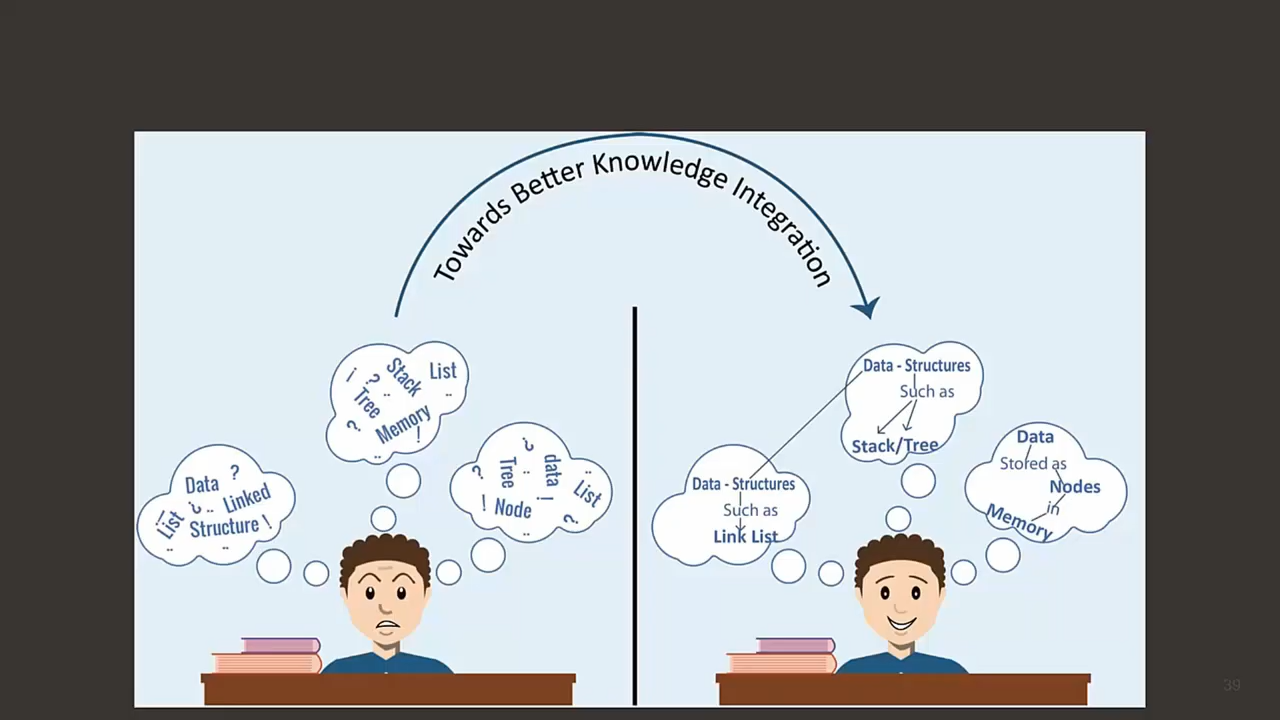 Towards Better Knowledge Integration
Data ?
List ¿ .. Linked
Structure !
..
..
¡ ¿ Stack List
.. ..
Tree
? Memory
!
..
¿
? Tree .. data ..
! List
! Node ?
..
Data - Structures
Such as
Link List
Data - Structures
Such as
Stack/Tree
Data
Stored as
Nodes
in
Memory
39